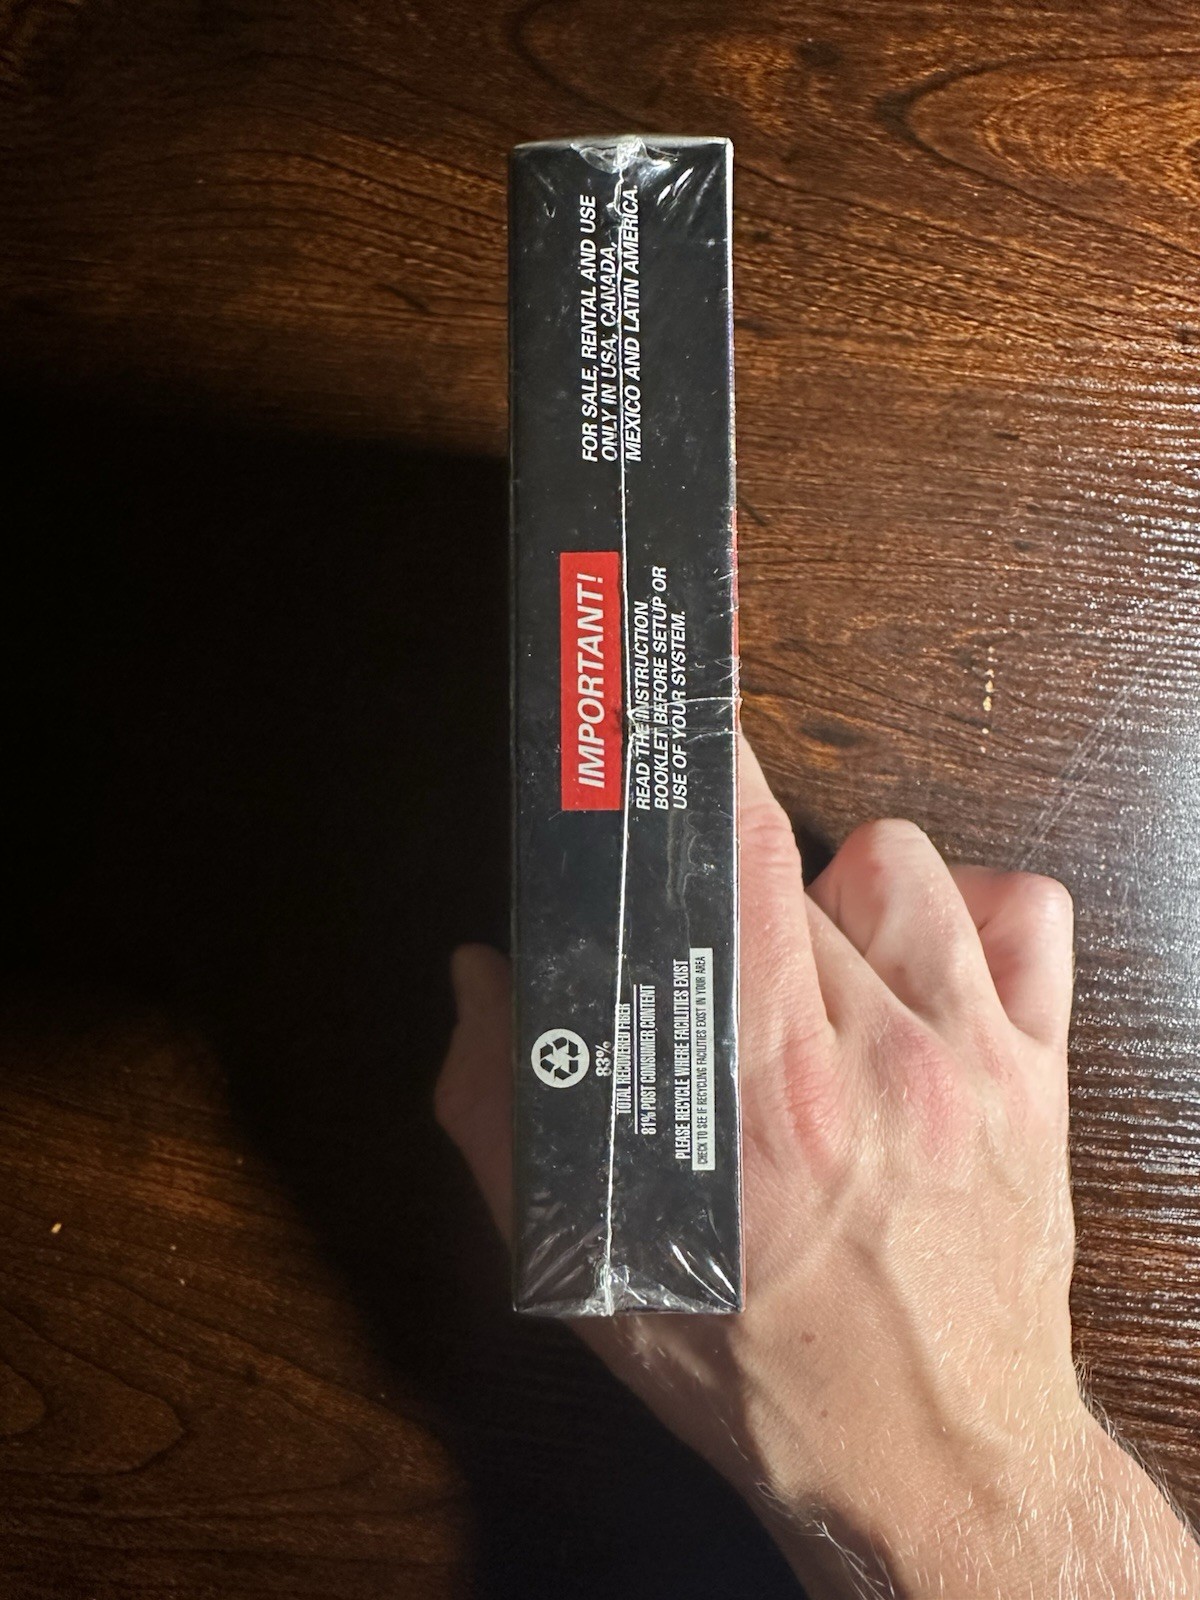 FOR SALE, RENTAL AND USE
ONLY IN USA, CANADA,
MEXICO AND LATIN AMERICA.
IMPORTANT!
READ THE INSTRUCTION
BOOKLET BEFORE SETUP OR
USE OF YOUR SYSTEM.
83%
TOTAL RECOVERED FIBER
81% POST CONSUMER CONTENT
PLEASE RECYCLE WHERE FACILITIES EXIST
CHECK TO SEE IF RECYCLING FACILITIES EXIST IN YOUR AREA